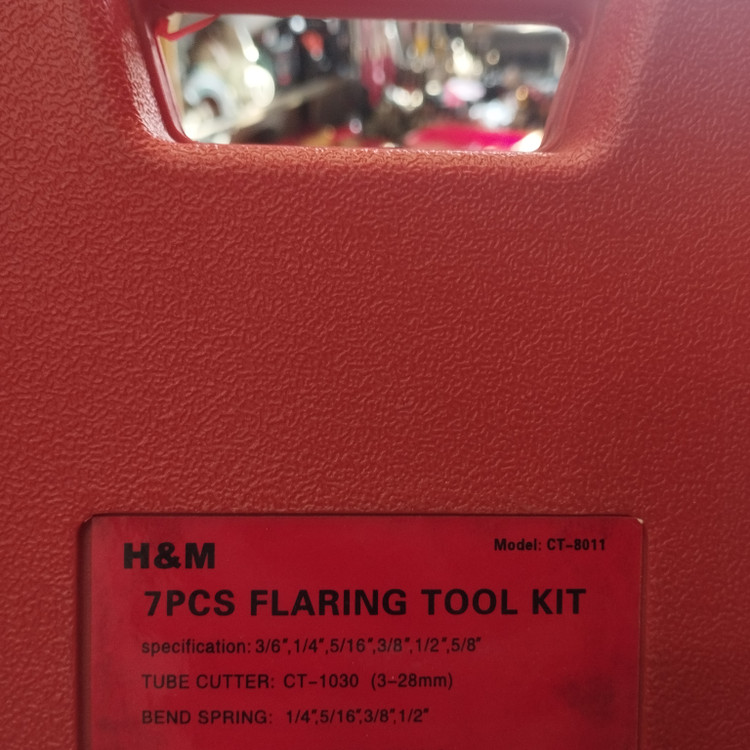 H&M
Model: CT-8011
7PCS FLARING TOOL KIT
specification: 3/6″,1/4″,5/16″,3/8″,1/2″,5/8″
TUBE CUTTER: CT-1030 (3-28mm)
BEND SPRING: 1/4″,5/16″,3/8″,1/2″